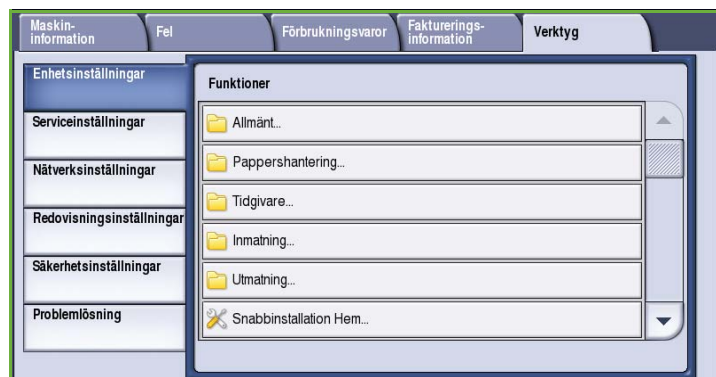 Maskin-
information
Fel
Förbrukningsvaror
Fakturerings-
information
Verktyg
Enhetsinställningar
Serviceinställningar
Nätverksinställningar
Redovisningsinställningar
Säkerhetsinställningar
Problemlösning
Funktioner
Allmänt...
Pappershantering...
Tidgivare...
Inmatning...
Utmatning...
Snabbinstallation Hem...